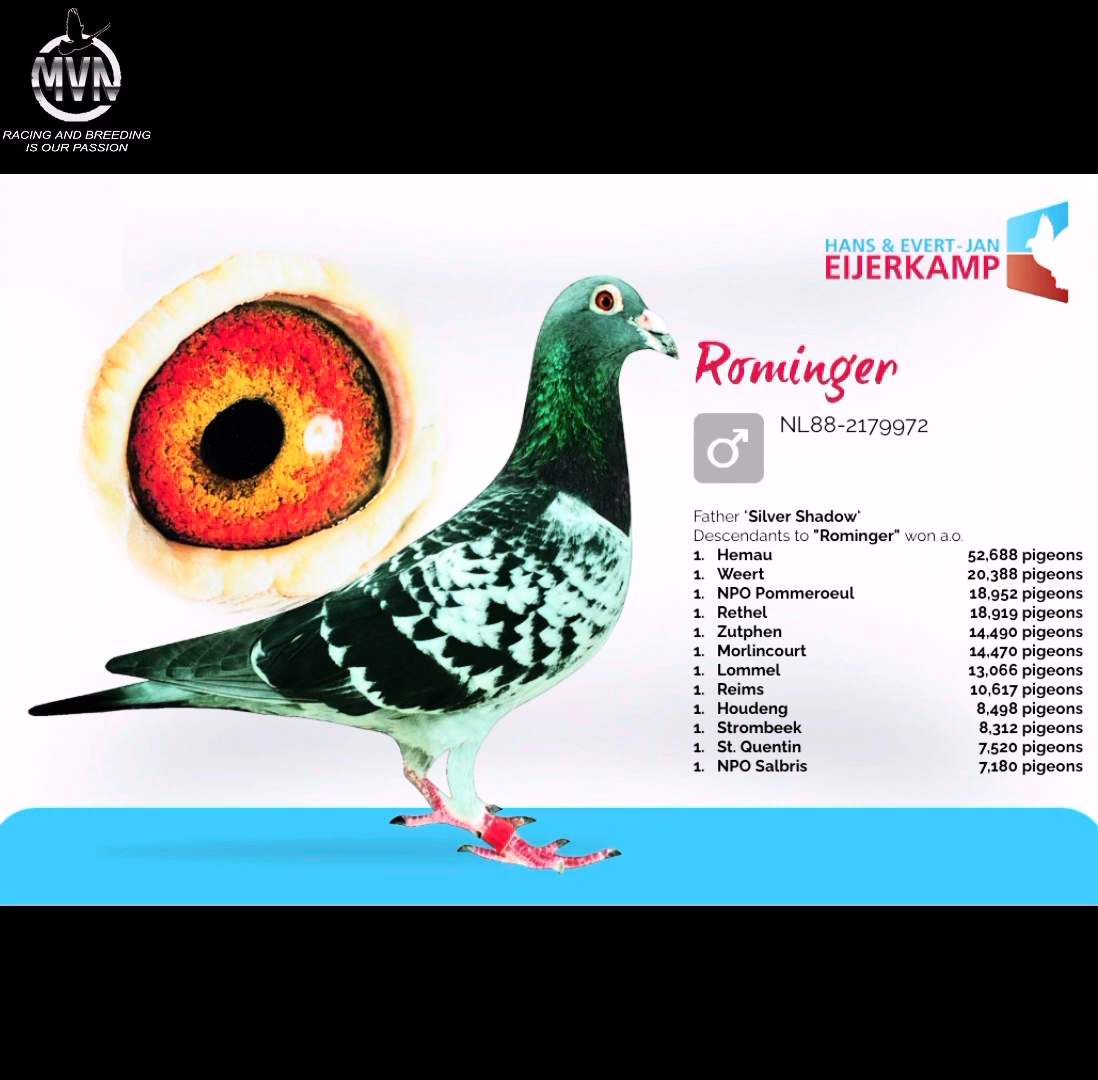 MVN
RACING AND BREEDING
IS OUR PASSION
HANS & EVERT-JAN
EIJERKAMP
Rominger
NL88-2179972
Father "Silver Shadow"
Descendants to "Rominger" won a.o.
1. Hemau 52,688 pigeons
1. Weert 20,388 pigeons
1. NPO Pommeroeul 18,952 pigeons
1. Rethel 18,919 pigeons
1. Zutphen 14,490 pigeons
1. Morlincourt 14,470 pigeons
1. Lommel 13,066 pigeons
1. Reims 10,617 pigeons
1. Houdeng 8,498 pigeons
1. Strombeek 8,312 pigeons
1. St. Quentin 7,520 pigeons
1. NPO Salbris 7,180 pigeons